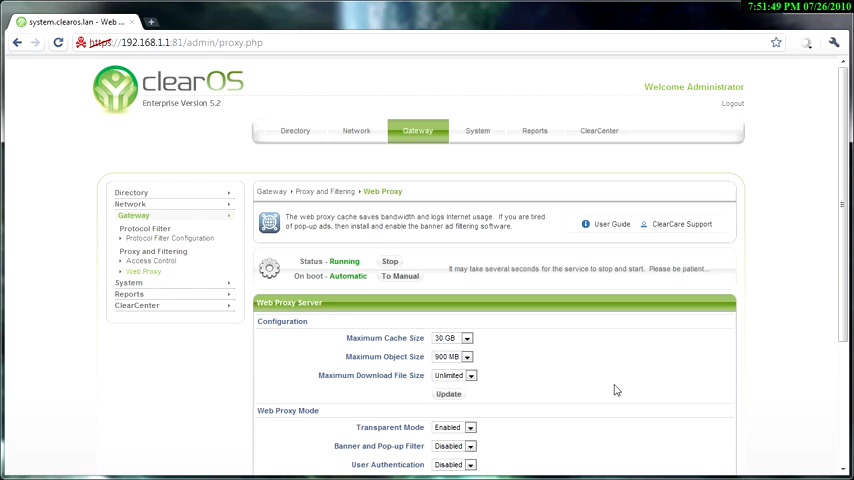 7:51:49 PM 07/26/2010
system.clearos.lan - Web ...
https://192.168.1.1:81/admin/proxy.php
clearOS
Enterprise Version 5.2
Welcome Administrator
Logout
Directory Network Gateway System Reports ClearCenter
Directory
Network
Gateway
Protocol Filter
Protocol Filter Configuration
Proxy and Filtering
Access Control
Web Proxy
System
Reports
ClearCenter
Gateway Proxy and Filtering Web Proxy
The web proxy cache saves bandwidth and logs Internet usage. If you are tired
of pop-up ads, then install and enable the banner ad filtering software.
User Guide ClearCare Support
Status - Running Stop
On boot - Automatic To Manual
It may take several seconds for the service to stop and start. Please be patient...
Web Proxy Server
Configuration
Maximum Cache Size 30 GB
Maximum Object Size 900 MB
Maximum Download File Size Unlimited
Update
Web Proxy Mode
Transparent Mode Enabled
Banner and Pop-up Filter Disabled
User Authentication Disabled